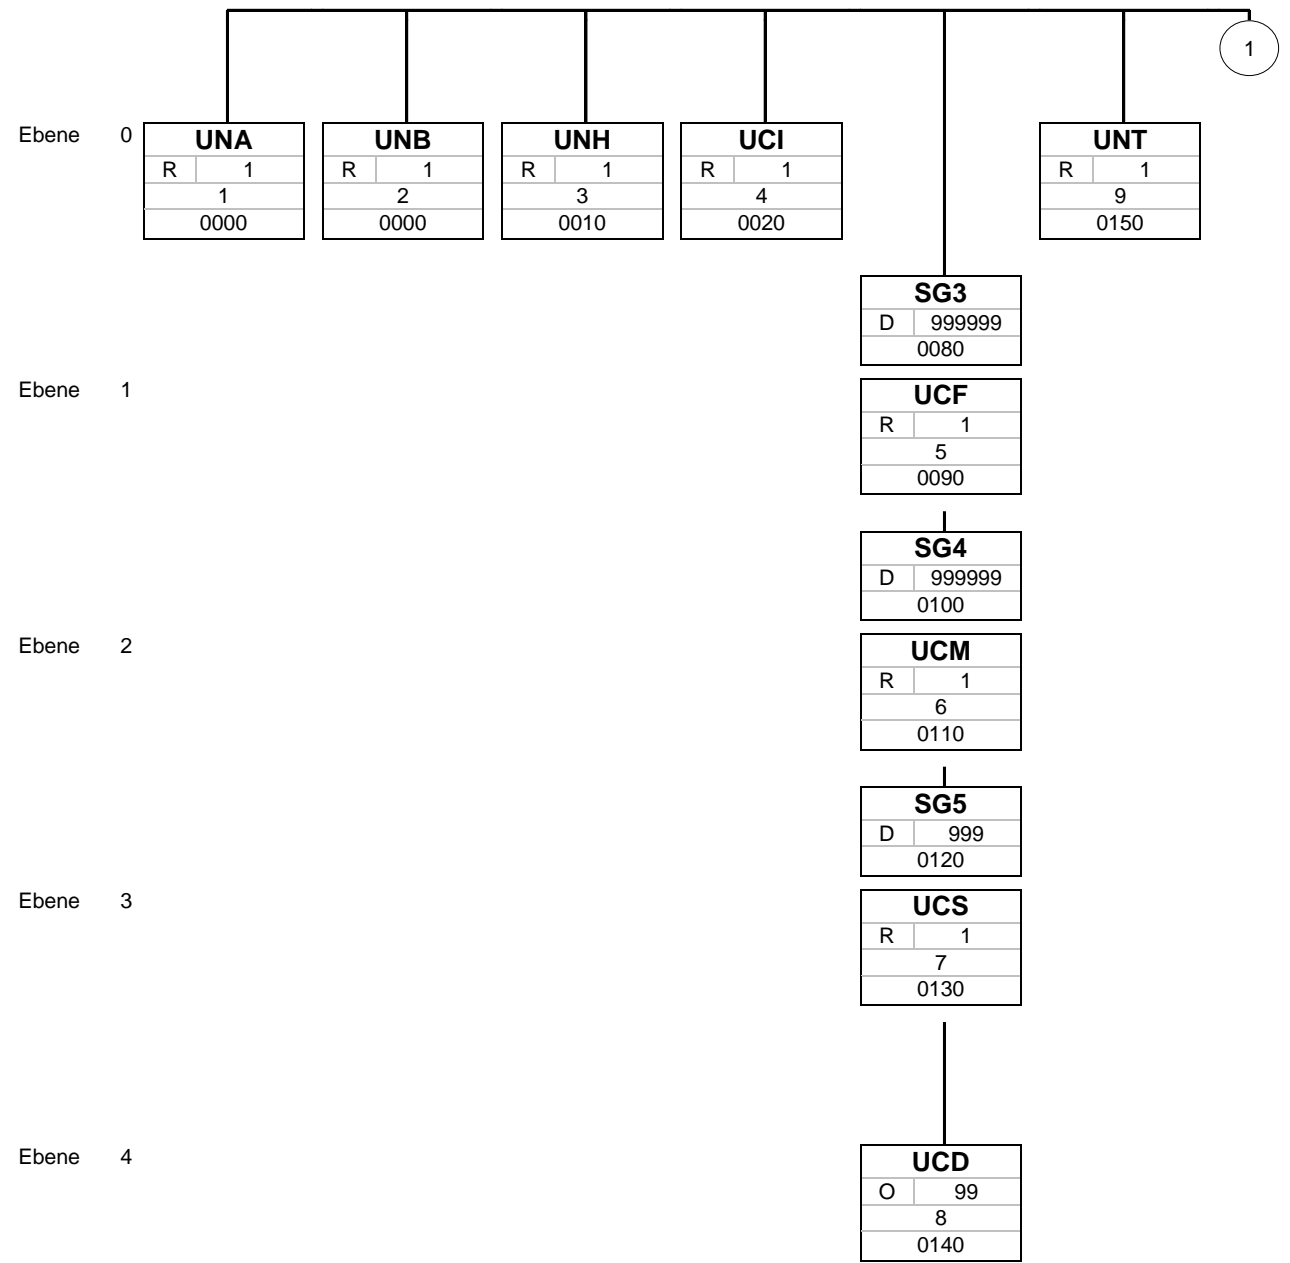 1
Ebene 0
UNA UNB UNH UCI UNT
R 1 R 1 R 1 R 1 R 1
1 2 3 4 9
0000 0000 0010 0020 0150
SG3
D 999999
0080
Ebene 1
UCF
R 1
5
0090
SG4
D 999999
0100
Ebene 2
UCM
R 1
6
0110
SG5
D 999
0120
Ebene 3
UCS
R 1
7
0130
Ebene 4
UCD
O 99
8
0140